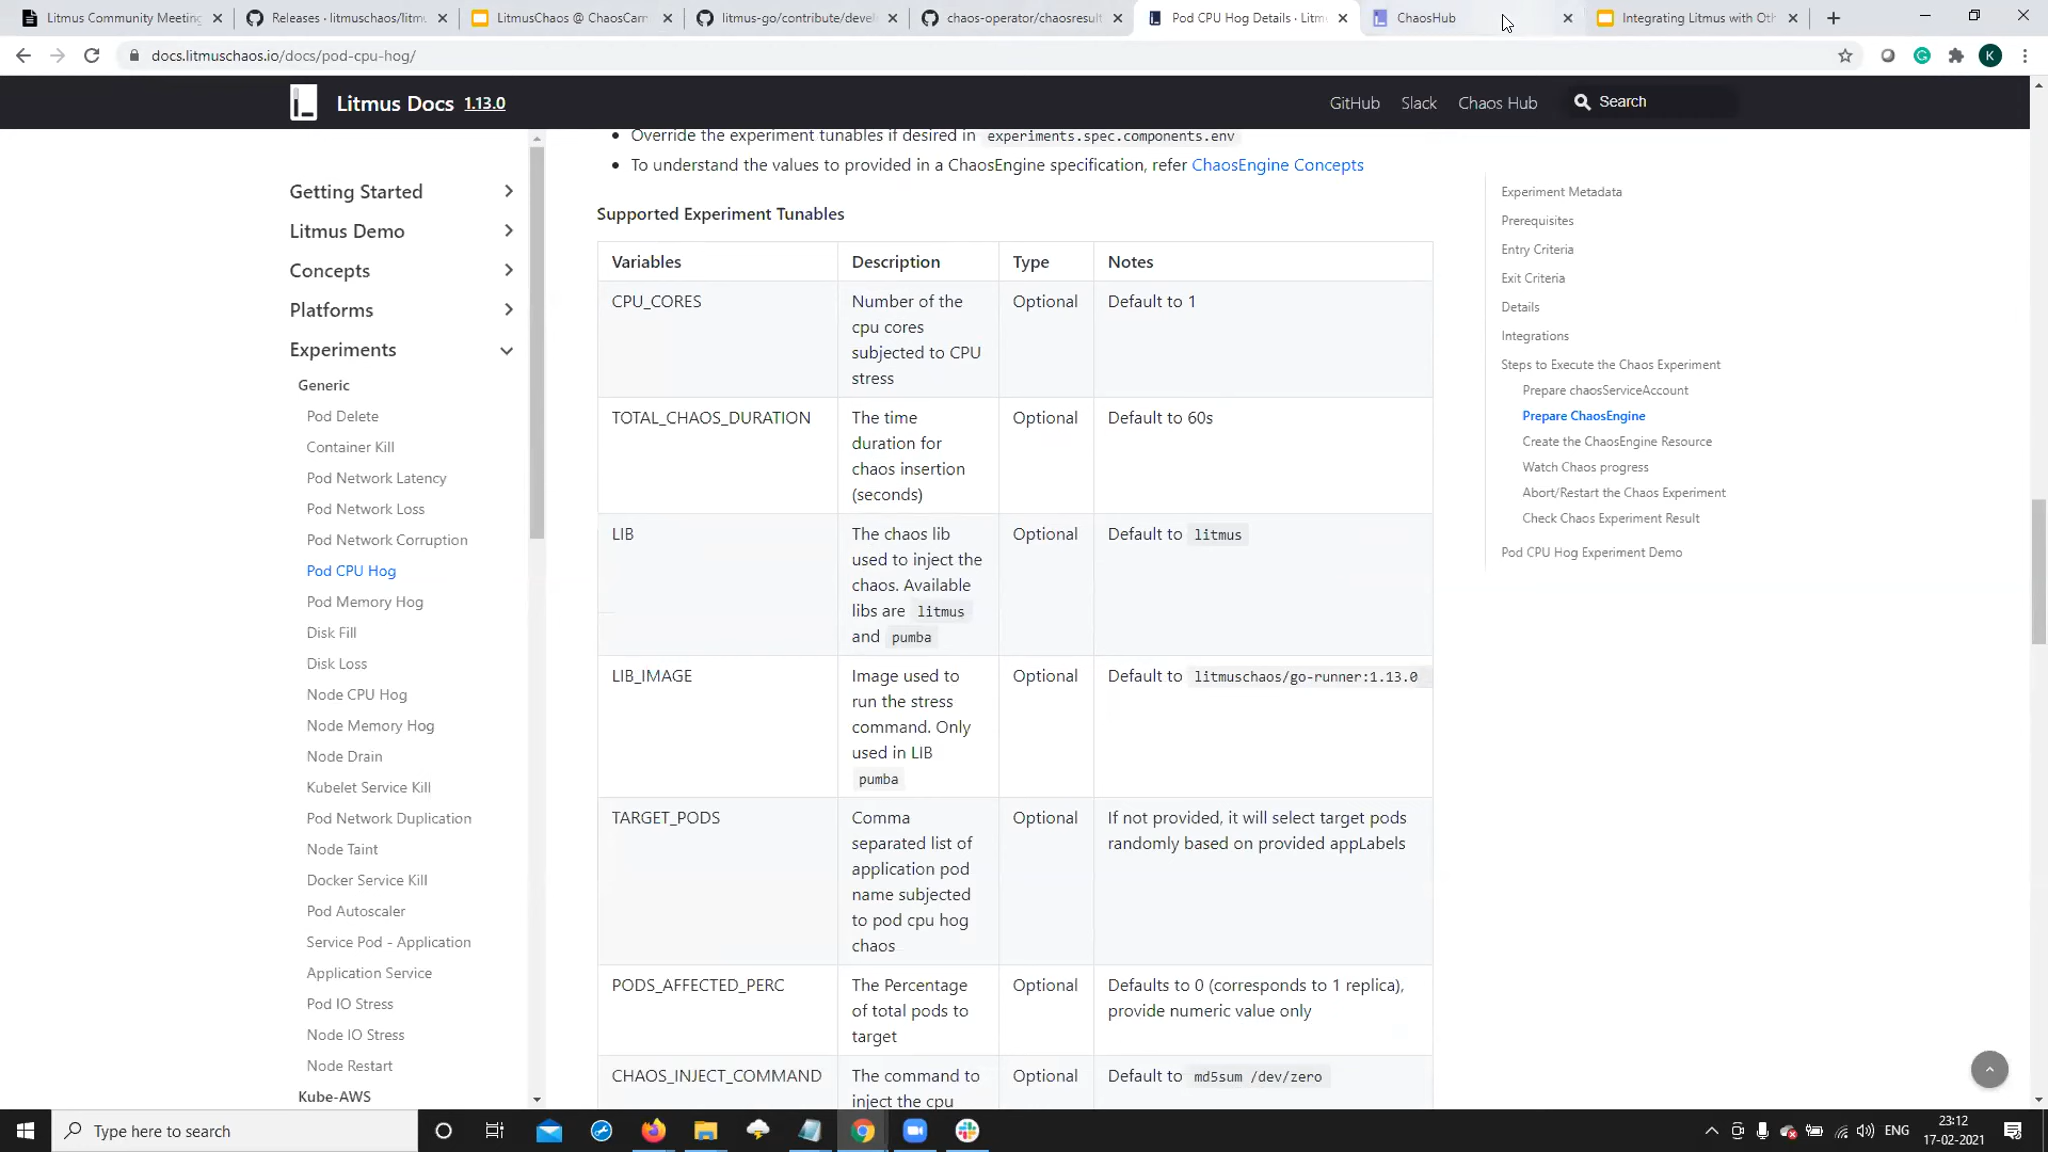 Litmus Community Meeting
Releases · litmuschaos/litm
LitmusChaos @ ChaosCarn
litmus-go/contribute/devel
chaos-operator/chaosresult
Pod CPU Hog Details · Litm
ChaosHub
Integrating Litmus with Oth
docs.litmuschaos.io/docs/pod-cpu-hog/
K
Litmus Docs 1.13.0
GitHub
Slack
Chaos Hub
Search
Getting Started
Litmus Demo
Concepts
Platforms
Experiments
Generic
Pod Delete
Container Kill
Pod Network Latency
Pod Network Loss
Pod Network Corruption
Pod CPU Hog
Pod Memory Hog
Disk Fill
Disk Loss
Node CPU Hog
Node Memory Hog
Node Drain
Kubelet Service Kill
Pod Network Duplication
Node Taint
Docker Service Kill
Pod Autoscaler
Service Pod - Application
Application Service
Pod IO Stress
Node IO Stress
Node Restart
Kube-AWS
Override the experiment tunables if desired in experiments.spec.components.env
To understand the values to provided in a ChaosEngine specification, refer ChaosEngine Concepts
Supported Experiment Tunables
Variables
Description
Type
Notes
CPU_CORES
Number of the
cpu cores
subjected to CPU
stress
Optional
Default to 1
TOTAL_CHAOS_DURATION
The time
duration for
chaos insertion
(seconds)
Optional
Default to 60s
LIB
The chaos lib
used to inject the
chaos. Available
libs are litmus
and pumba
Optional
Default to litmus
LIB_IMAGE
Image used to
run the stress
command. Only
used in LIB
pumba
Optional
Default to litmuschaos/go-runner:1.13.0
TARGET_PODS
Comma
separated list of
application pod
name subjected
to pod cpu hog
chaos
Optional
If not provided, it will select target pods
randomly based on provided appLabels
PODS_AFFECTED_PERC
The Percentage
of total pods to
target
Optional
Defaults to 0 (corresponds to 1 replica),
provide numeric value only
CHAOS_INJECT_COMMAND
The command to
inject the cpu
Optional
Default to md5sum /dev/zero
Experiment Metadata
Prerequisites
Entry Criteria
Exit Criteria
Details
Integrations
Steps to Execute the Chaos Experiment
Prepare chaosServiceAccount
Prepare ChaosEngine
Create the ChaosEngine Resource
Watch Chaos progress
Abort/Restart the Chaos Experiment
Check Chaos Experiment Result
Pod CPU Hog Experiment Demo
Type here to search
ENG
23:12
17-02-2021